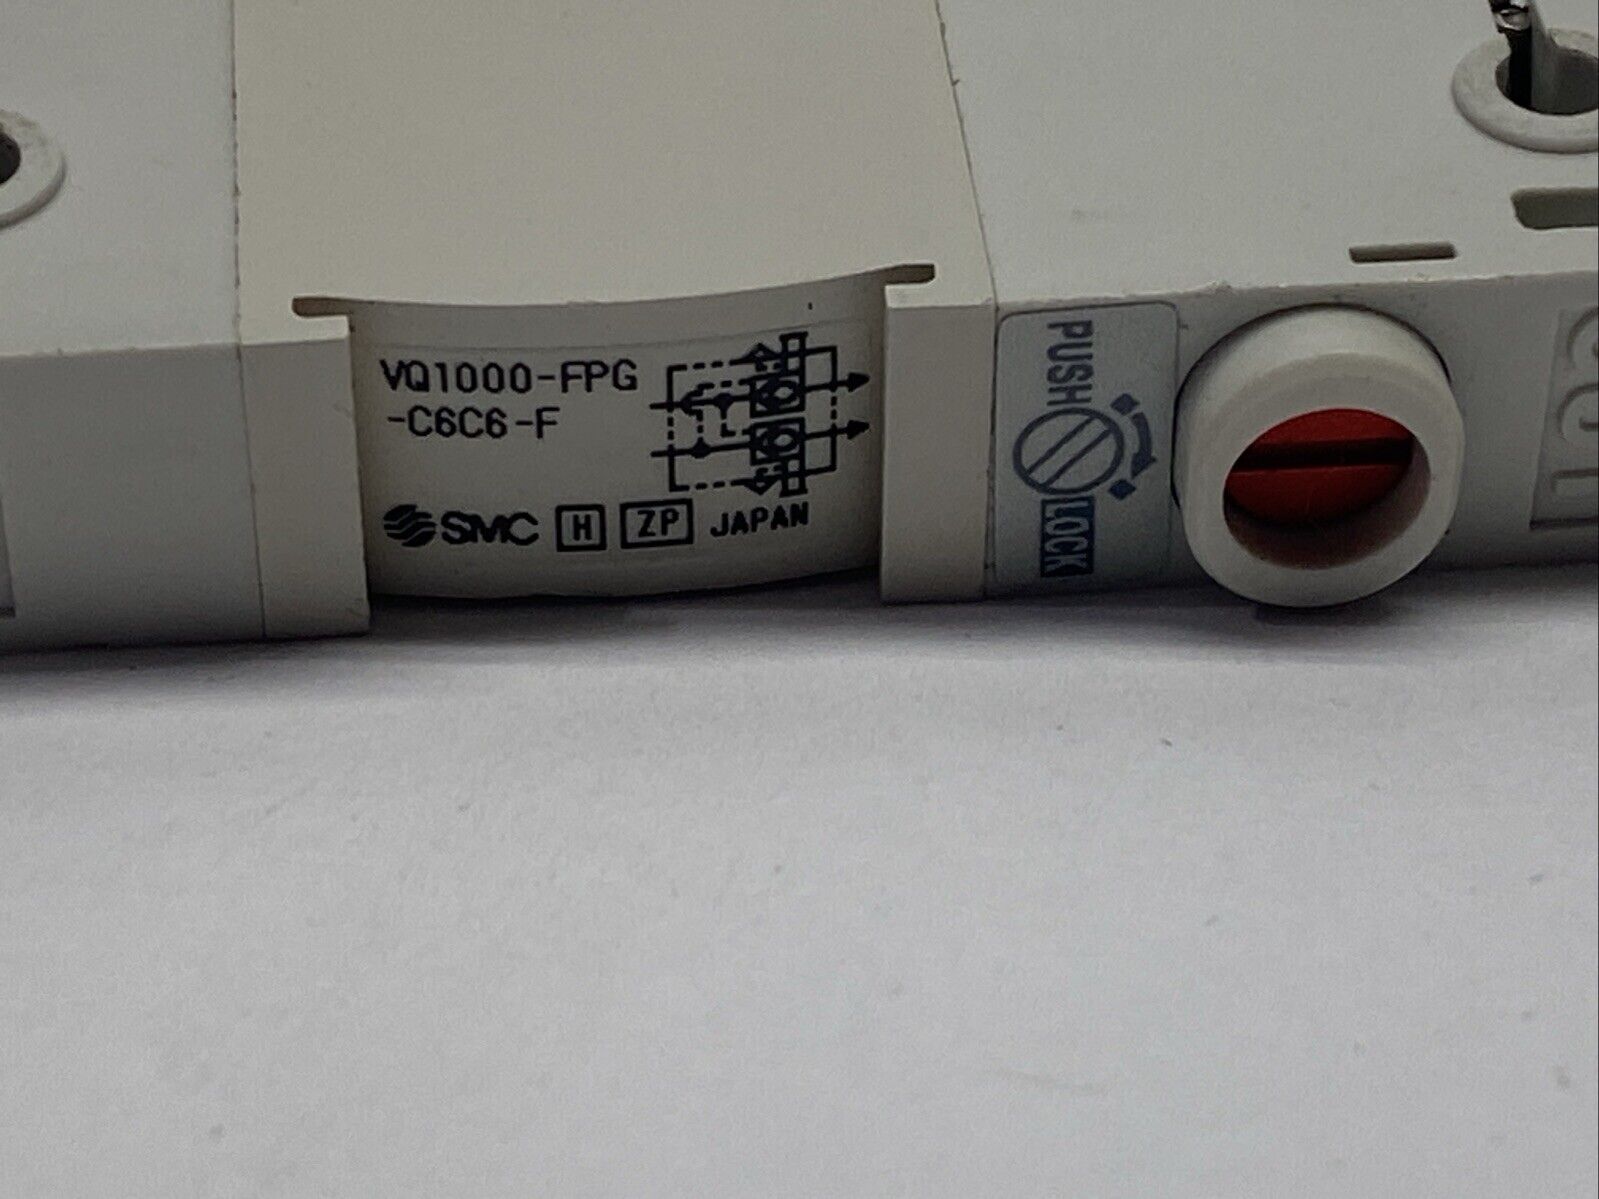 VQ1000-FPG
-C6C6-F
SMC H ZP JAPAN
PUSH
LOCK